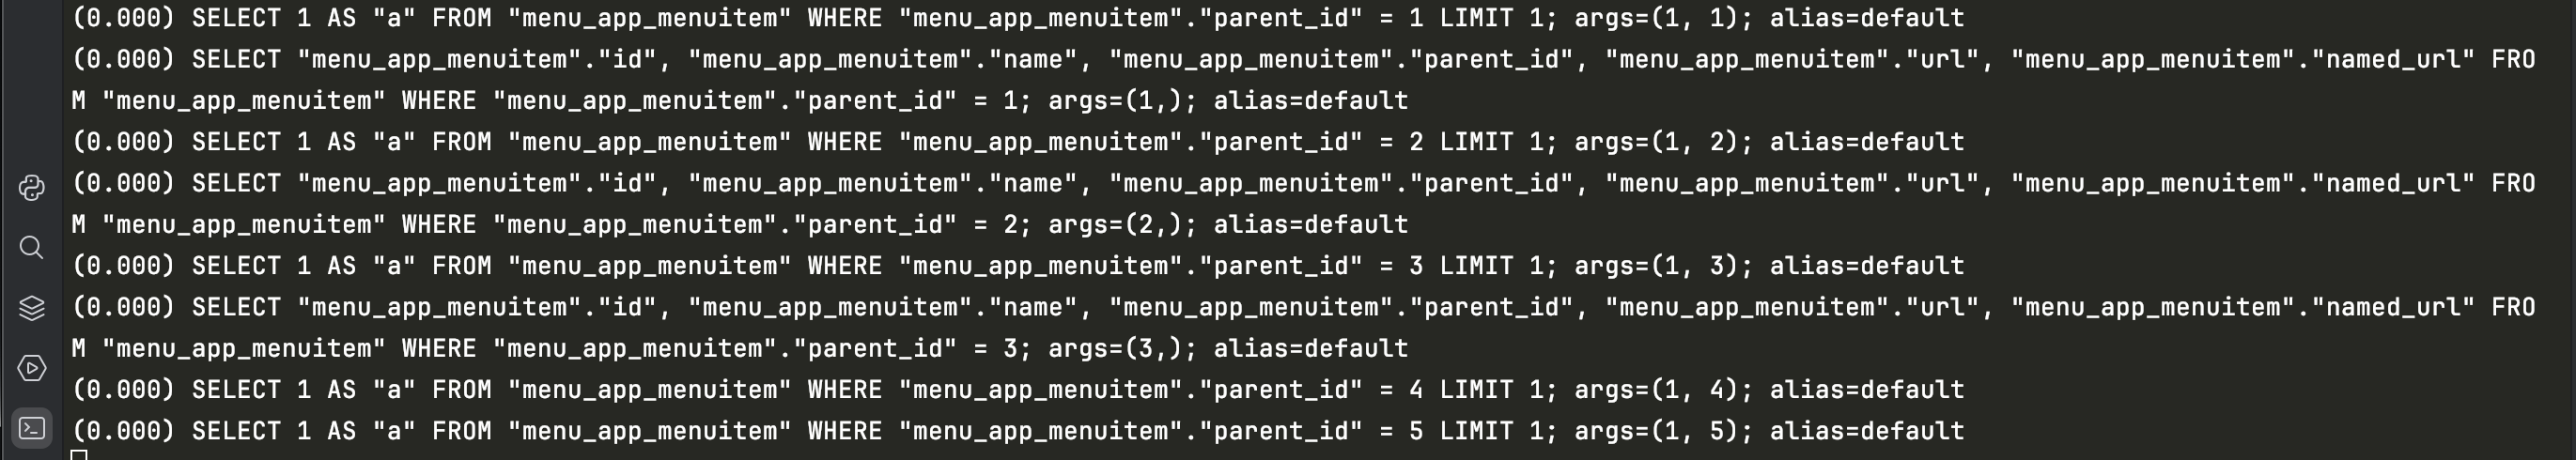 (0.000) SELECT 1 AS "a" FROM "menu_app_menuitem" WHERE "menu_app_menuitem"."parent_id" = 1 LIMIT 1; args=(1, 1); alias=default
(0.000) SELECT "menu_app_menuitem"."id", "menu_app_menuitem"."name", "menu_app_menuitem"."parent_id", "menu_app_menuitem"."url", "menu_app_menuitem"."named_url" FRO
M "menu_app_menuitem" WHERE "menu_app_menuitem"."parent_id" = 1; args=(1,); alias=default
(0.000) SELECT 1 AS "a" FROM "menu_app_menuitem" WHERE "menu_app_menuitem"."parent_id" = 2 LIMIT 1; args=(1, 2); alias=default
(0.000) SELECT "menu_app_menuitem"."id", "menu_app_menuitem"."name", "menu_app_menuitem"."parent_id", "menu_app_menuitem"."url", "menu_app_menuitem"."named_url" FRO
M "menu_app_menuitem" WHERE "menu_app_menuitem"."parent_id" = 2; args=(2,); alias=default
(0.000) SELECT 1 AS "a" FROM "menu_app_menuitem" WHERE "menu_app_menuitem"."parent_id" = 3 LIMIT 1; args=(1, 3); alias=default
(0.000) SELECT "menu_app_menuitem"."id", "menu_app_menuitem"."name", "menu_app_menuitem"."parent_id", "menu_app_menuitem"."url", "menu_app_menuitem"."named_url" FRO
M "menu_app_menuitem" WHERE "menu_app_menuitem"."parent_id" = 3; args=(3,); alias=default
(0.000) SELECT 1 AS "a" FROM "menu_app_menuitem" WHERE "menu_app_menuitem"."parent_id" = 4 LIMIT 1; args=(1, 4); alias=default
(0.000) SELECT 1 AS "a" FROM "menu_app_menuitem" WHERE "menu_app_menuitem"."parent_id" = 5 LIMIT 1; args=(1, 5); alias=default